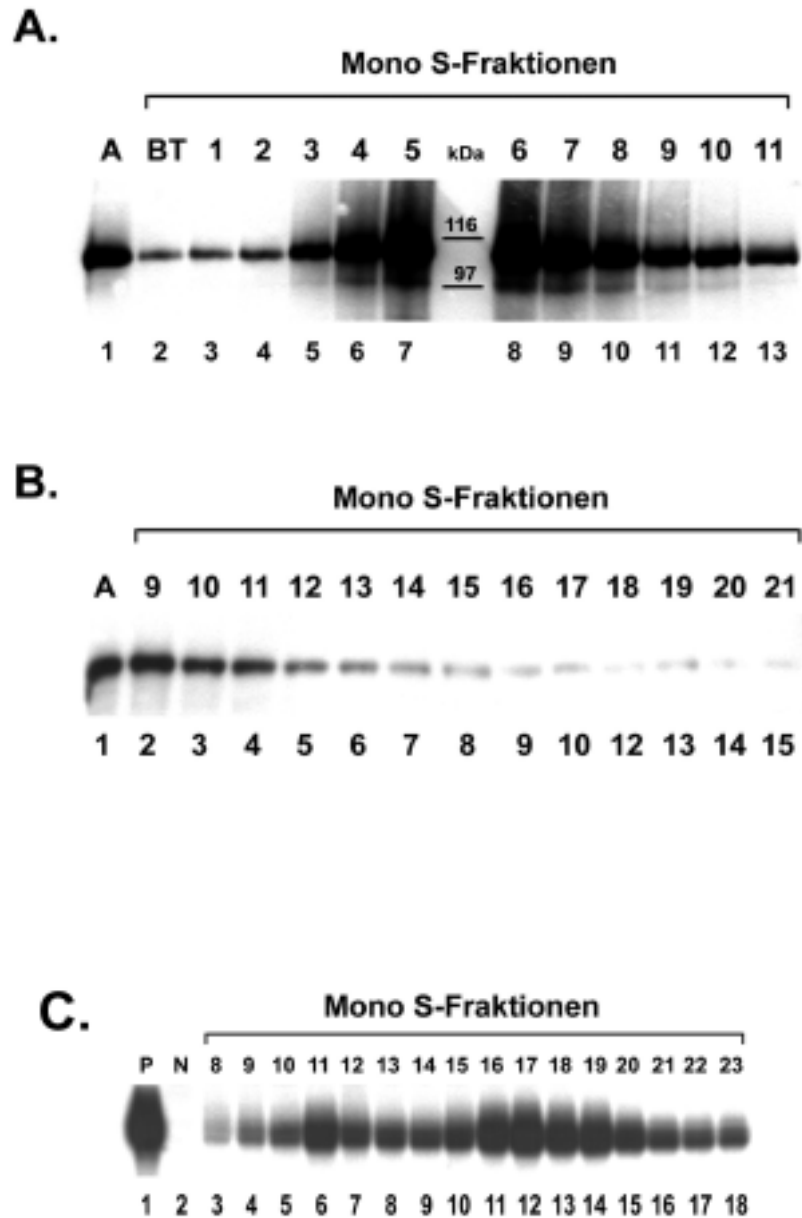 A.
Mono S-Fraktionen
A BT 1 2 3 4 5 kDa 6 7 8 9 10 11
116
97
1 2 3 4 5 6 7 8 9 10 11 12 13
B.
Mono S-Fraktionen
A 9 10 11 12 13 14 15 16 17 18 19 20 21
1 2 3 4 5 6 7 8 9 10 12 13 14 15
C.
Mono S-Fraktionen
P N 8 9 10 11 12 13 14 15 16 17 18 19 20 21 22 23
1 2 3 4 5 6 7 8 9 10 11 12 13 14 15 16 17 18